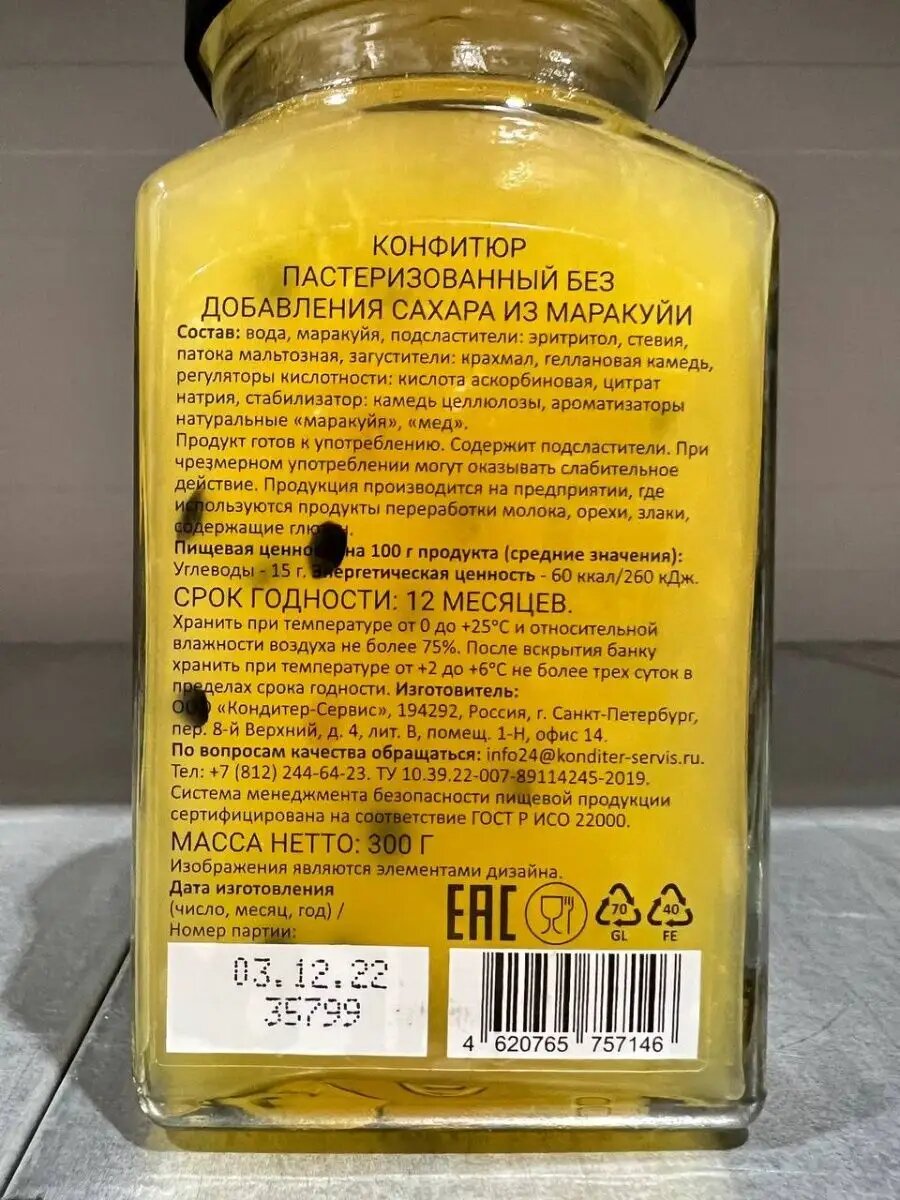 КОНФИТЮР
ПАСТЕРИЗОВАННЫЙ БЕЗ
ДОБАВЛЕНИЯ САХАРА ИЗ МАРАКУЙИ
Состав: вода, маракуйя, подсластители: эритритол, стевия,
патока мальтозная, загустители: крахмал, геллановая камедь,
регуляторы кислотности: кислота аскорбиновая, цитрат
натрия, стабилизатор: камедь целлюлозы, ароматизаторы
натуральные «маракуйя», «мед».
Продукт готов к употреблению. Содержит подсластители. При
чрезмерном употреблении могут оказывать слабительное
действие. Продукция производится на предприятии, где
используются продукты переработки молока, орехи, злаки,
содержащие глютен.
Пищевая ценность на 100 г продукта (средние значения):
Углеводы - 15 г. Энергетическая ценность - 60 ккал/260 кДж.
СРОК ГОДНОСТИ: 12 МЕСЯЦЕВ.
Хранить при температуре от 0 до +25°С и относительной
влажности воздуха не более 75%. После вскрытия банку
хранить при температуре от +2 до +6°С не более трех суток в
пределах срока годности. Изготовитель:
ООО «Кондитер-Сервис», 194292, Россия, г. Санкт-Петербург,
пер. 8-й Верхний, д. 4, лит. В, помещ. 1-Н, офис 14.
По вопросам качества обращаться: info24@konditer-servis.ru.
Тел: +7 (812) 244-64-23. ТУ 10.39.22-007-89114245-2019.
Система менеджмента безопасности пищевой продукции
сертифицирована на соответствие ГОСТ Р ИСО 22000.
МАССА НЕТТО: 300 Г
Изображения являются элементами дизайна.
Дата изготовления
(число, месяц, год) /
Номер партии:
EAC
70
GL
40
FE
03.12.22
35799
4 620765 757146